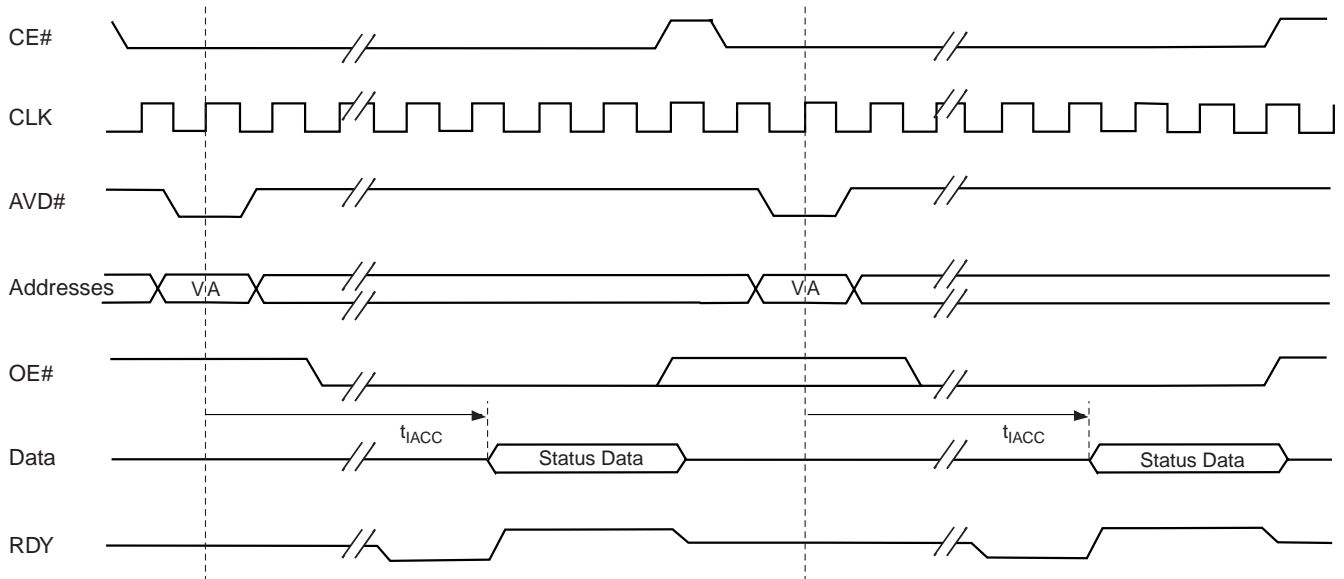 CE#
CLK
AVD#
Addresses VA VA
OE#
tIACC tIACC
Data Status Data Status Data
RDY